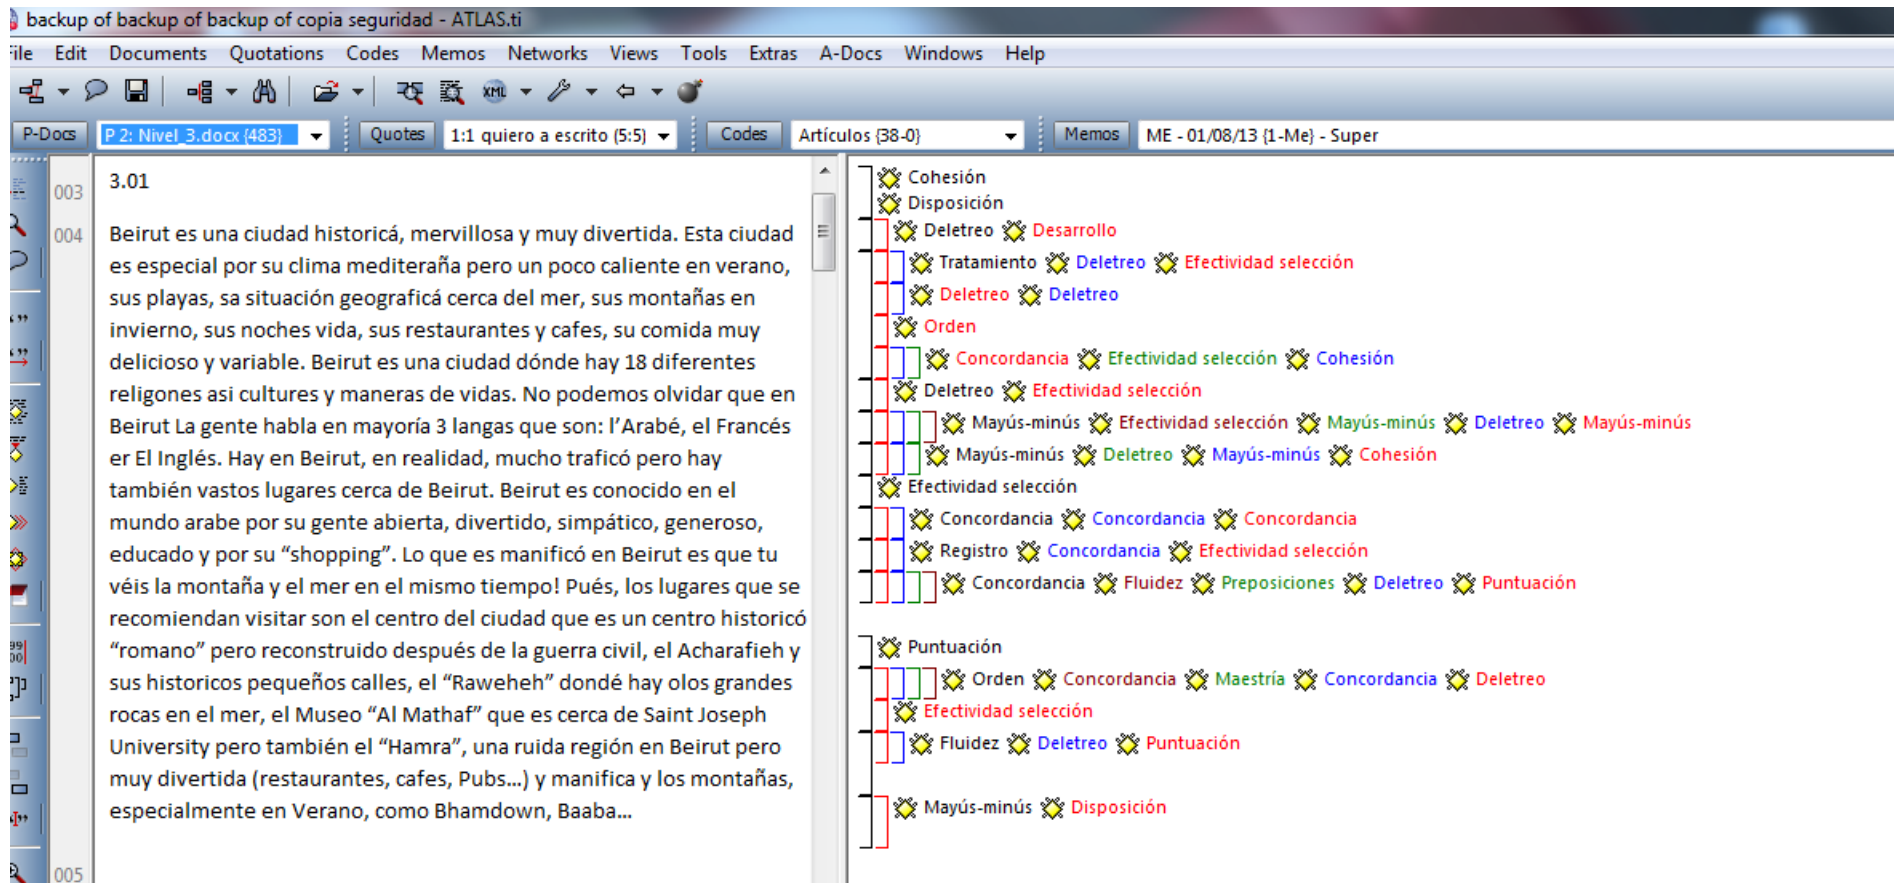 backup of backup of backup of copia seguridad - ATLAS.ti
File Edit Documents Quotations Codes Memos Networks Views Tools Extras A-Docs Windows Help
XML
P-Docs P 2: Nivel_3.docx {483} Quotes 1:1 quiero a escrito (5:5) Codes Artículos {38-0} Memos ME - 01/08/13 {1-Me} - Super
003 3.01
004 Beirut es una ciudad historicá, mervillosa y muy divertida. Esta ciudad
es especial por su clima mediteraña pero un poco caliente en verano,
sus playas, sa situación geograficá cerca del mer, sus montañas en
invierno, sus noches vida, sus restaurantes y cafes, su comida muy
delicioso y variable. Beirut es una ciudad dónde hay 18 diferentes
religones asi cultures y maneras de vidas. No podemos olvidar que en
Beirut La gente habla en mayoría 3 langas que son: l’Arabé, el Francés
er El Inglés. Hay en Beirut, en realidad, mucho traficó pero hay
también vastos lugares cerca de Beirut. Beirut es conocido en el
mundo arabe por su gente abierta, divertido, simpático, generoso,
educado y por su “shopping”. Lo que es manificó en Beirut es que tu
véis la montaña y el mer en el mismo tiempo! Pués, los lugares que se
recomiendan visitar son el centro del ciudad que es un centro historicó
“romano” pero reconstruido después de la guerra civil, el Acharafieh y
sus historicos pequeños calles, el “Raweheh” dondé hay olos grandes
rocas en el mer, el Museo “Al Mathaf” que es cerca de Saint Joseph
University pero también el “Hamra”, una ruida región en Beirut pero
muy divertida (restaurantes, cafes, Pubs...) y manifica y los montañas,
especialmente en Verano, como Bhamdown, Baaba...
005
Cohesión
Disposición
Deletreo Desarrollo
Tratamiento Deletreo Efectividad selección
Deletreo Deletreo
Orden
Concordancia Efectividad selección Cohesión
Deletreo Efectividad selección
Mayús-minús Efectividad selección Mayús-minús Deletreo Mayús-minús
Mayús-minús Deletreo Mayús-minús Cohesión
Efectividad selección
Concordancia Concordancia Concordancia
Registro Concordancia Efectividad selección
Concordancia Fluidez Preposiciones Deletreo Puntuación
Puntuación
Orden Concordancia Maestría Concordancia Deletreo
Efectividad selección
Fluidez Deletreo Puntuación
Mayús-minús Disposición